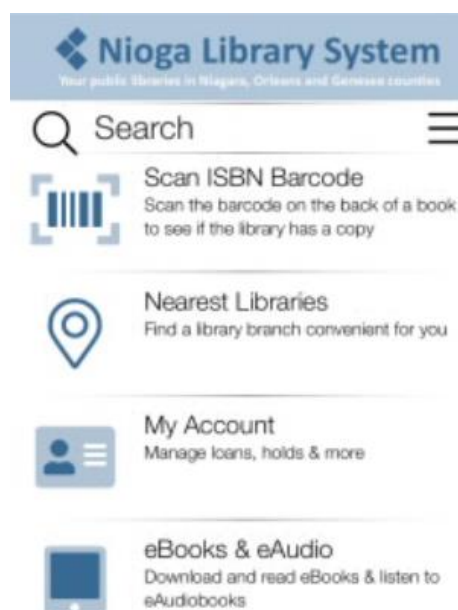 Nioga Library System
Your public libraries in Niagara, Orleans and Genesee counties
Search
Scan ISBN Barcode
Scan the barcode on the back of a book
to see if the library has a copy
Nearest Libraries
Find a library branch convenient for you
My Account
Manage loans, holds & more
eBooks & eAudio
Download and read eBooks & listen to
eAudiobooks